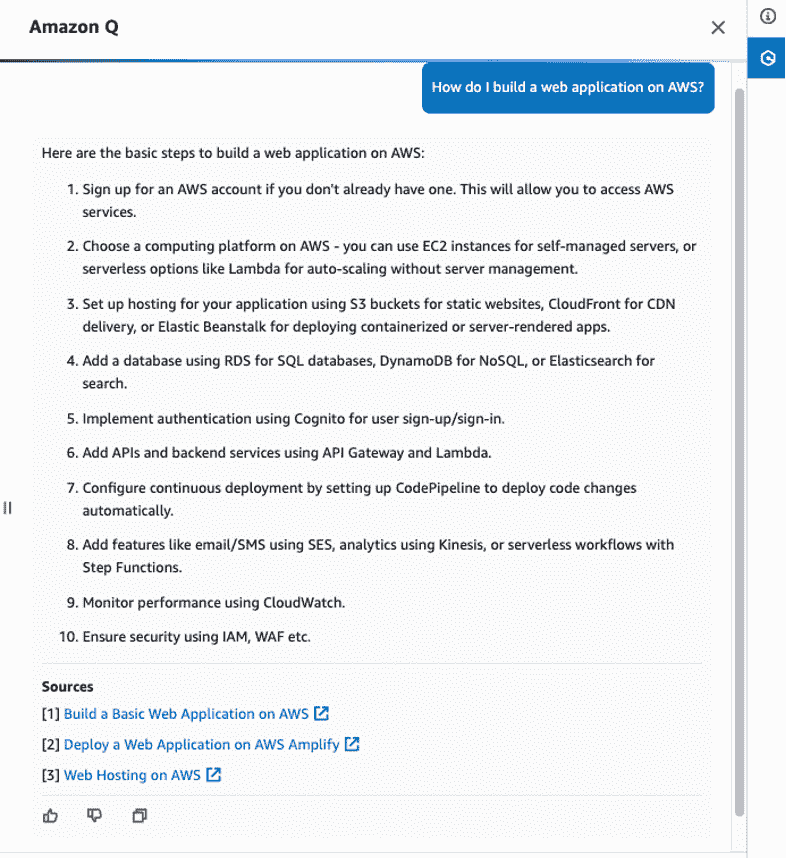 Amazon Q
How do I build a web application on AWS?
Here are the basic steps to build a web application on AWS:
1. Sign up for an AWS account if you don't already have one. This will allow you to access AWS
services.
2. Choose a computing platform on AWS - you can use EC2 instances for self-managed servers, or
serverless options like Lambda for auto-scaling without server management.
3. Set up hosting for your application using S3 buckets for static websites, CloudFront for CDN
delivery, or Elastic Beanstalk for deploying containerized or server-rendered apps.
4. Add a database using RDS for SQL databases, DynamoDB for NoSQL, or Elasticsearch for
search.
5. Implement authentication using Cognito for user sign-up/sign-in.
6. Add APIs and backend services using API Gateway and Lambda.
7. Configure continuous deployment by setting up CodePipeline to deploy code changes
automatically.
8. Add features like email/SMS using SES, analytics using Kinesis, or serverless workflows with
Step Functions.
9. Monitor performance using CloudWatch.
10. Ensure security using IAM, WAF etc.
Sources
[1] Build a Basic Web Application on AWS
[2] Deploy a Web Application on AWS Amplify
[3] Web Hosting on AWS